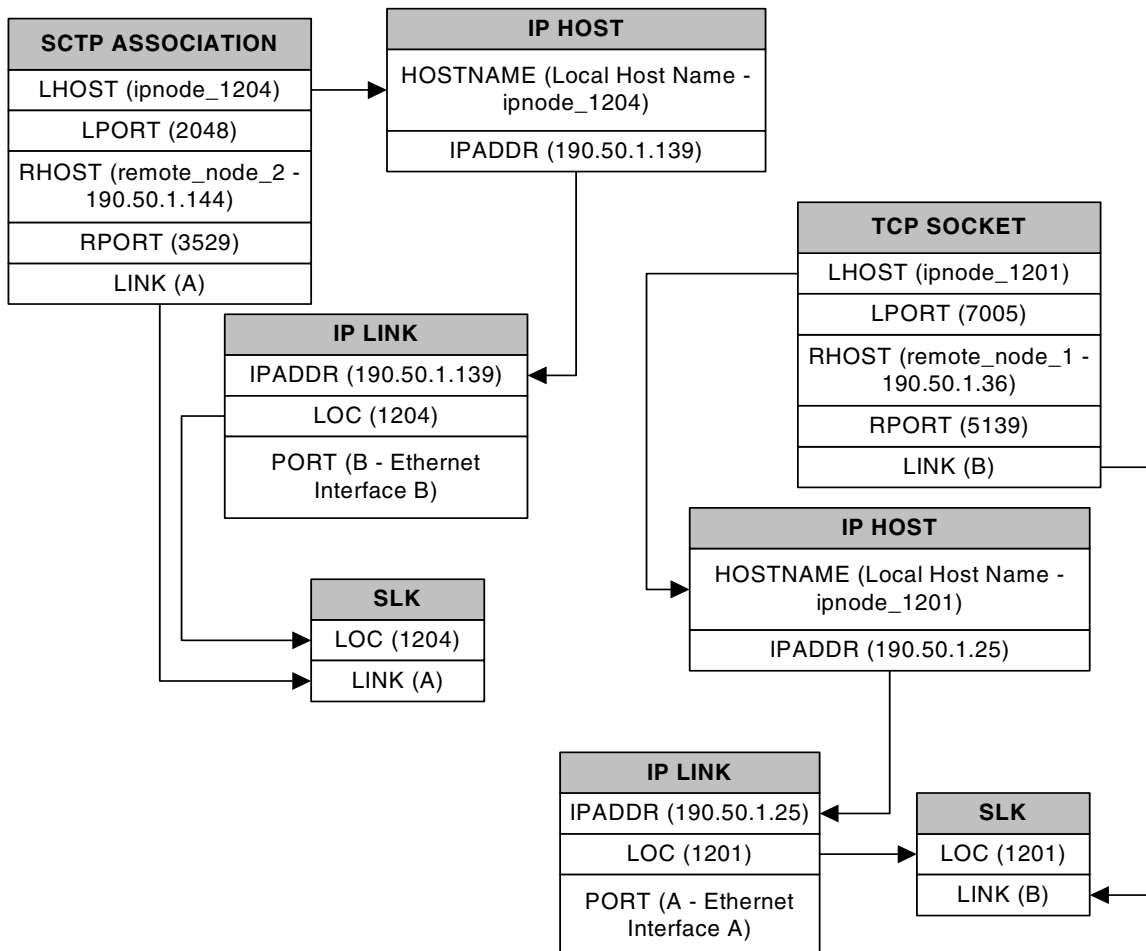 SCTP ASSOCIATION
LHOST (ipnode_1204)
LPORT (2048)
RHOST (remote_node_2 -
190.50.1.144)
RPORT (3529)
LINK (A)
IP HOST
HOSTNAME (Local Host Name -
ipnode_1204)
IPADDR (190.50.1.139)
IP LINK
IPADDR (190.50.1.139)
LOC (1204)
PORT (B - Ethernet
Interface B)
SLK
LOC (1204)
LINK (A)
TCP SOCKET
LHOST (ipnode_1201)
LPORT (7005)
RHOST (remote_node_1 -
190.50.1.36)
RPORT (5139)
LINK (B)
IP HOST
HOSTNAME (Local Host Name -
ipnode_1201)
IPADDR (190.50.1.25)
IP LINK
IPADDR (190.50.1.25)
LOC (1201)
PORT (A - Ethernet
Interface A)
SLK
LOC (1201)
LINK (B)